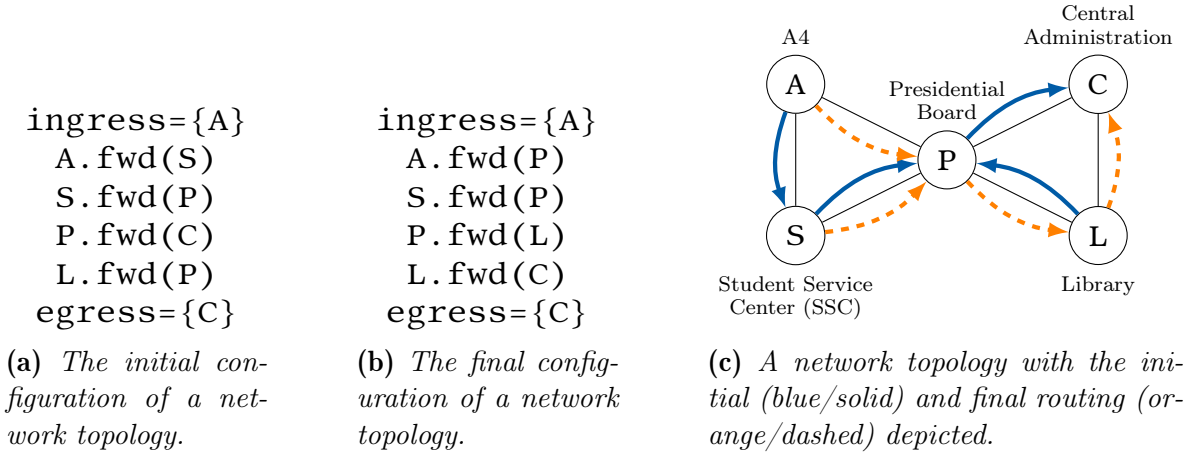 ingress={A}
A.fwd(S)
S.fwd(P)
P.fwd(C)
L.fwd(P)
egress={C}
(a) The initial con-
figuration of a net-
work topology.
ingress={A}
A.fwd(P)
S.fwd(P)
P.fwd(L)
L.fwd(C)
egress={C}
(b) The final config-
uration of a network
topology.
A4
A
Central
Administration
C
Presidential
Board
P
S
Student Service
Center (SSC)
L
Library
(c) A network topology with the ini-
tial (blue/solid) and final routing (or-
ange/dashed) depicted.